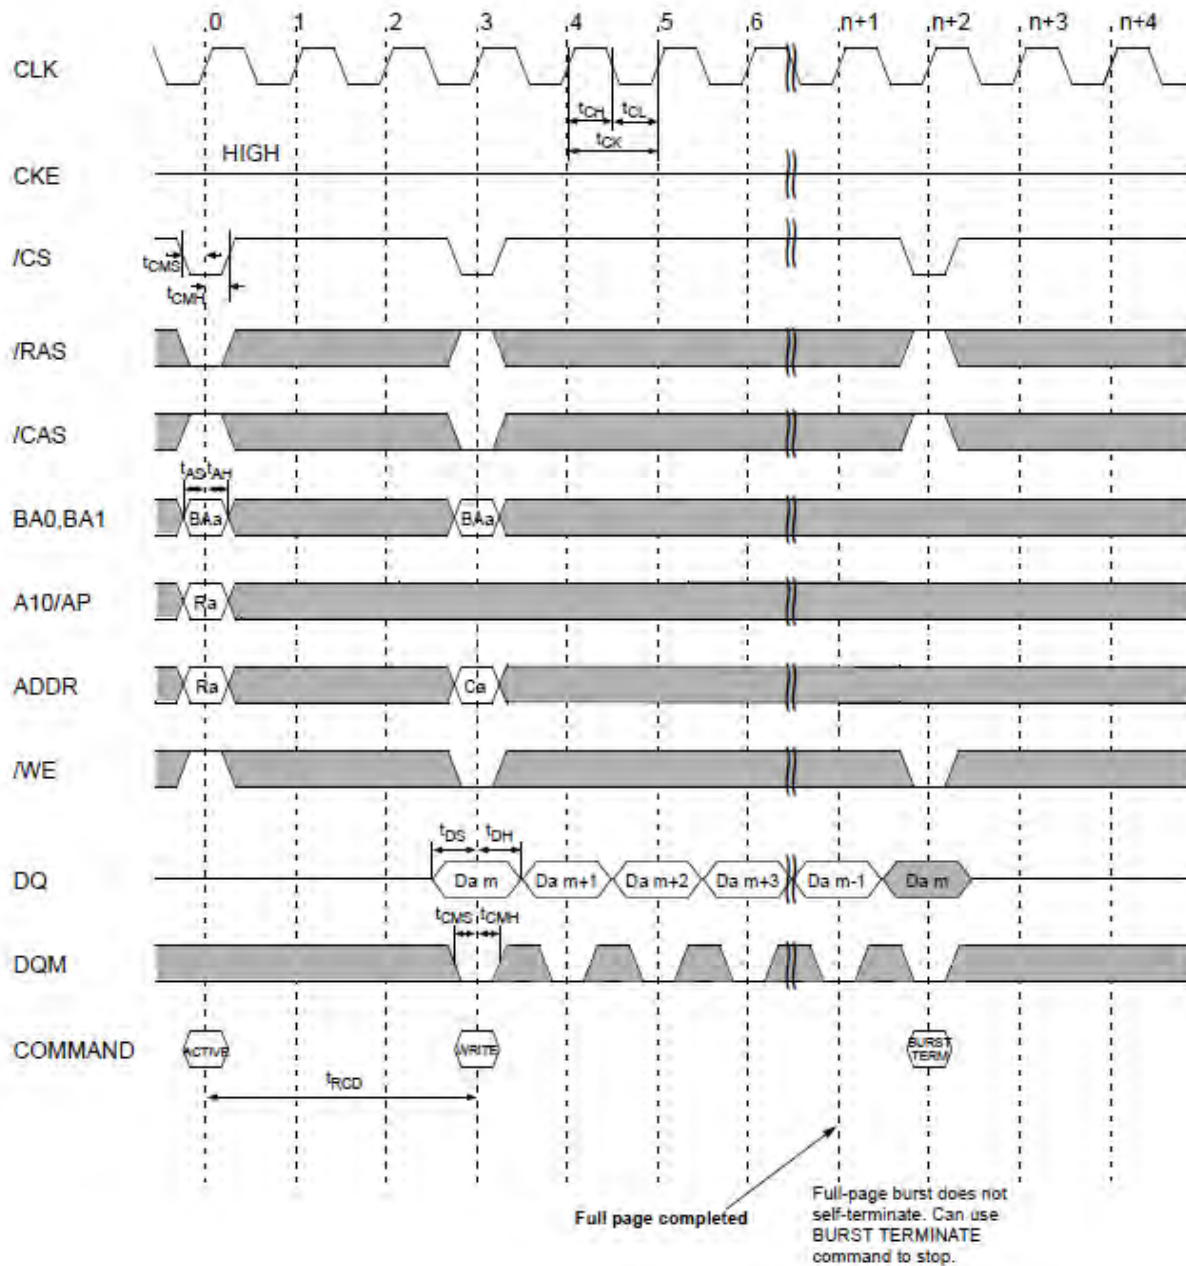 0 1 2 3 4 5 6 n+1 n+2 n+3 n+4
CLK
tCH tCL
tCK
HIGH
CKE
/CS
tCMS
tCMH
/RAS
/CAS
tAS tAH
BA0,BA1 BAa BAa
A10/AP Ra
ADDR Ra Ca
/WE
tDS tDH
DQ Da m Da m+1 Da m+2 Da m+3 Da m-1 Da m
tCMS tCMH
DQM
COMMAND ACTIVE WRITE BURST TERM
tRCD
Full page completed
Full-page burst does not
self-terminate. Can use
BURST TERMINATE
command to stop.